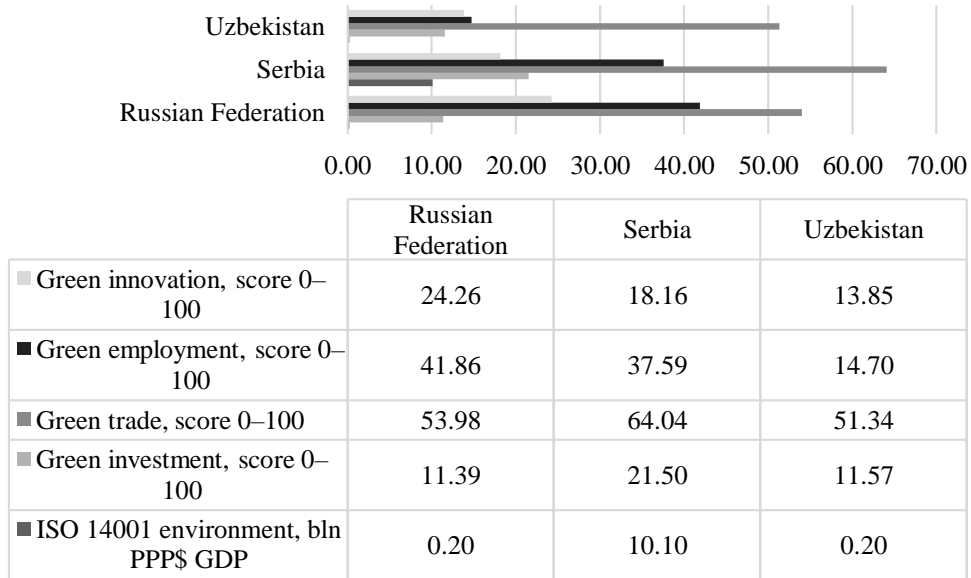 Uzbekistan
Serbia
Russian Federation
0.00 10.00 20.00 30.00 40.00 50.00 60.00 70.00
Russian
Federation
Serbia
Uzbekistan
Green innovation, score 0–
100
24.26
18.16
13.85
Green employment, score 0–
100
41.86
37.59
14.70
Green trade, score 0–100
53.98
64.04
51.34
Green investment, score 0–
100
11.39
21.50
11.57
ISO 14001 environment, bln
PPP$ GDP
0.20
10.10
0.20